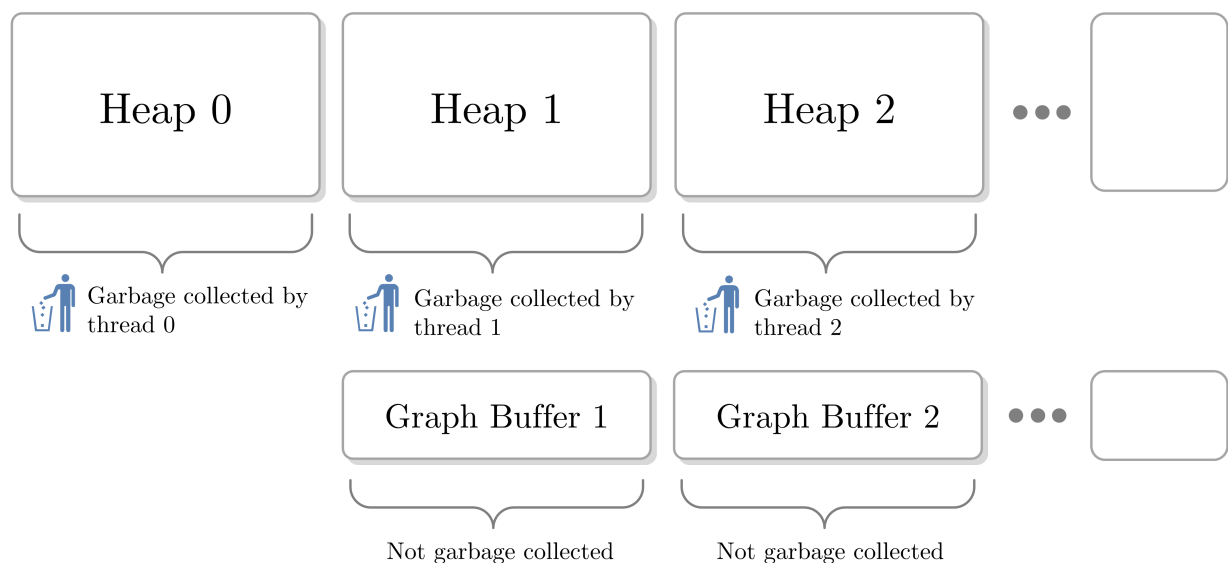 Heap 0
Heap 1
Heap 2
Garbage collected by
thread 0
Garbage collected by
thread 1
Garbage collected by
thread 2
Graph Buffer 1
Graph Buffer 2
Not garbage collected
Not garbage collected